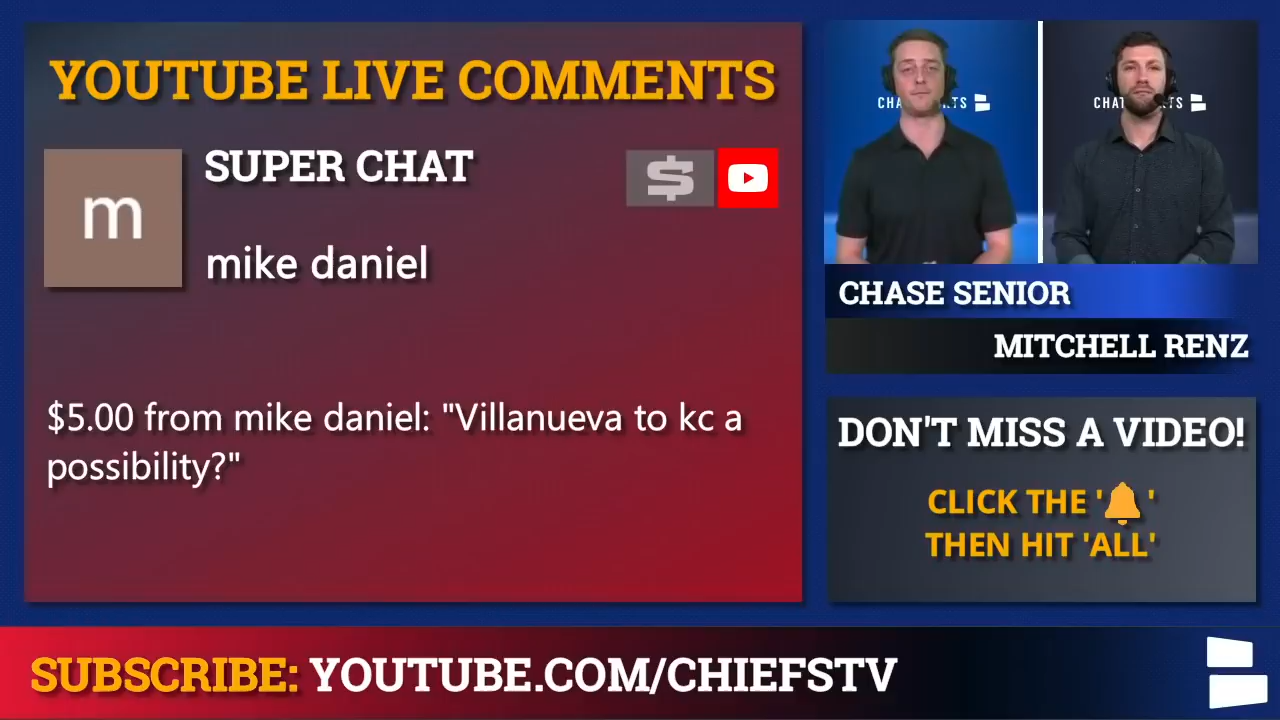 YOUTUBE LIVE COMMENTS
m
SUPER CHAT
$
mike daniel
$5.00 from mike daniel: "Villanueva to kc a
possibility?"
CHASE SENIOR
MITCHELL RENZ
DON'T MISS A VIDEO!
CLICK THE '🔔'
THEN HIT 'ALL'
SUBSCRIBE: YOUTUBE.COM/CHIEFSTV